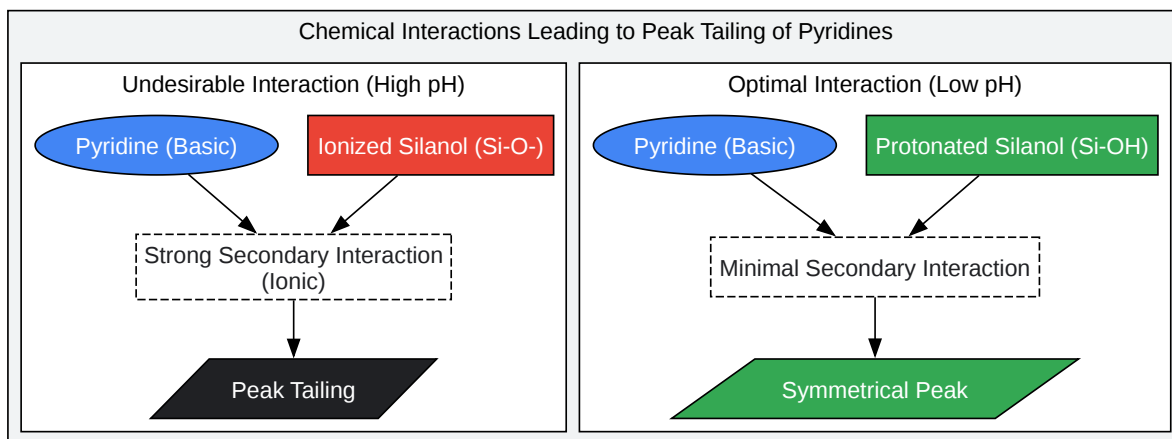 Chemical Interactions Leading to Peak Tailing of Pyridines
Undesirable Interaction (High pH)
Pyridine (Basic)
Ionized Silanol (Si-O-)
Strong Secondary Interaction
(Ionic)
Peak Tailing
Optimal Interaction (Low pH)
Pyridine (Basic)
Protonated Silanol (Si-OH)
Minimal Secondary Interaction
Symmetrical Peak